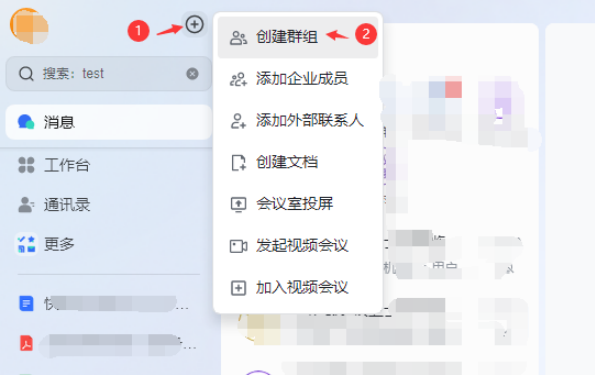 1
2
创建群组
搜索：test
添加企业成员
消息
添加外部联系人
工作台
创建文档
通讯录
会议室投屏
更多
发起视频会议
加入视频会议